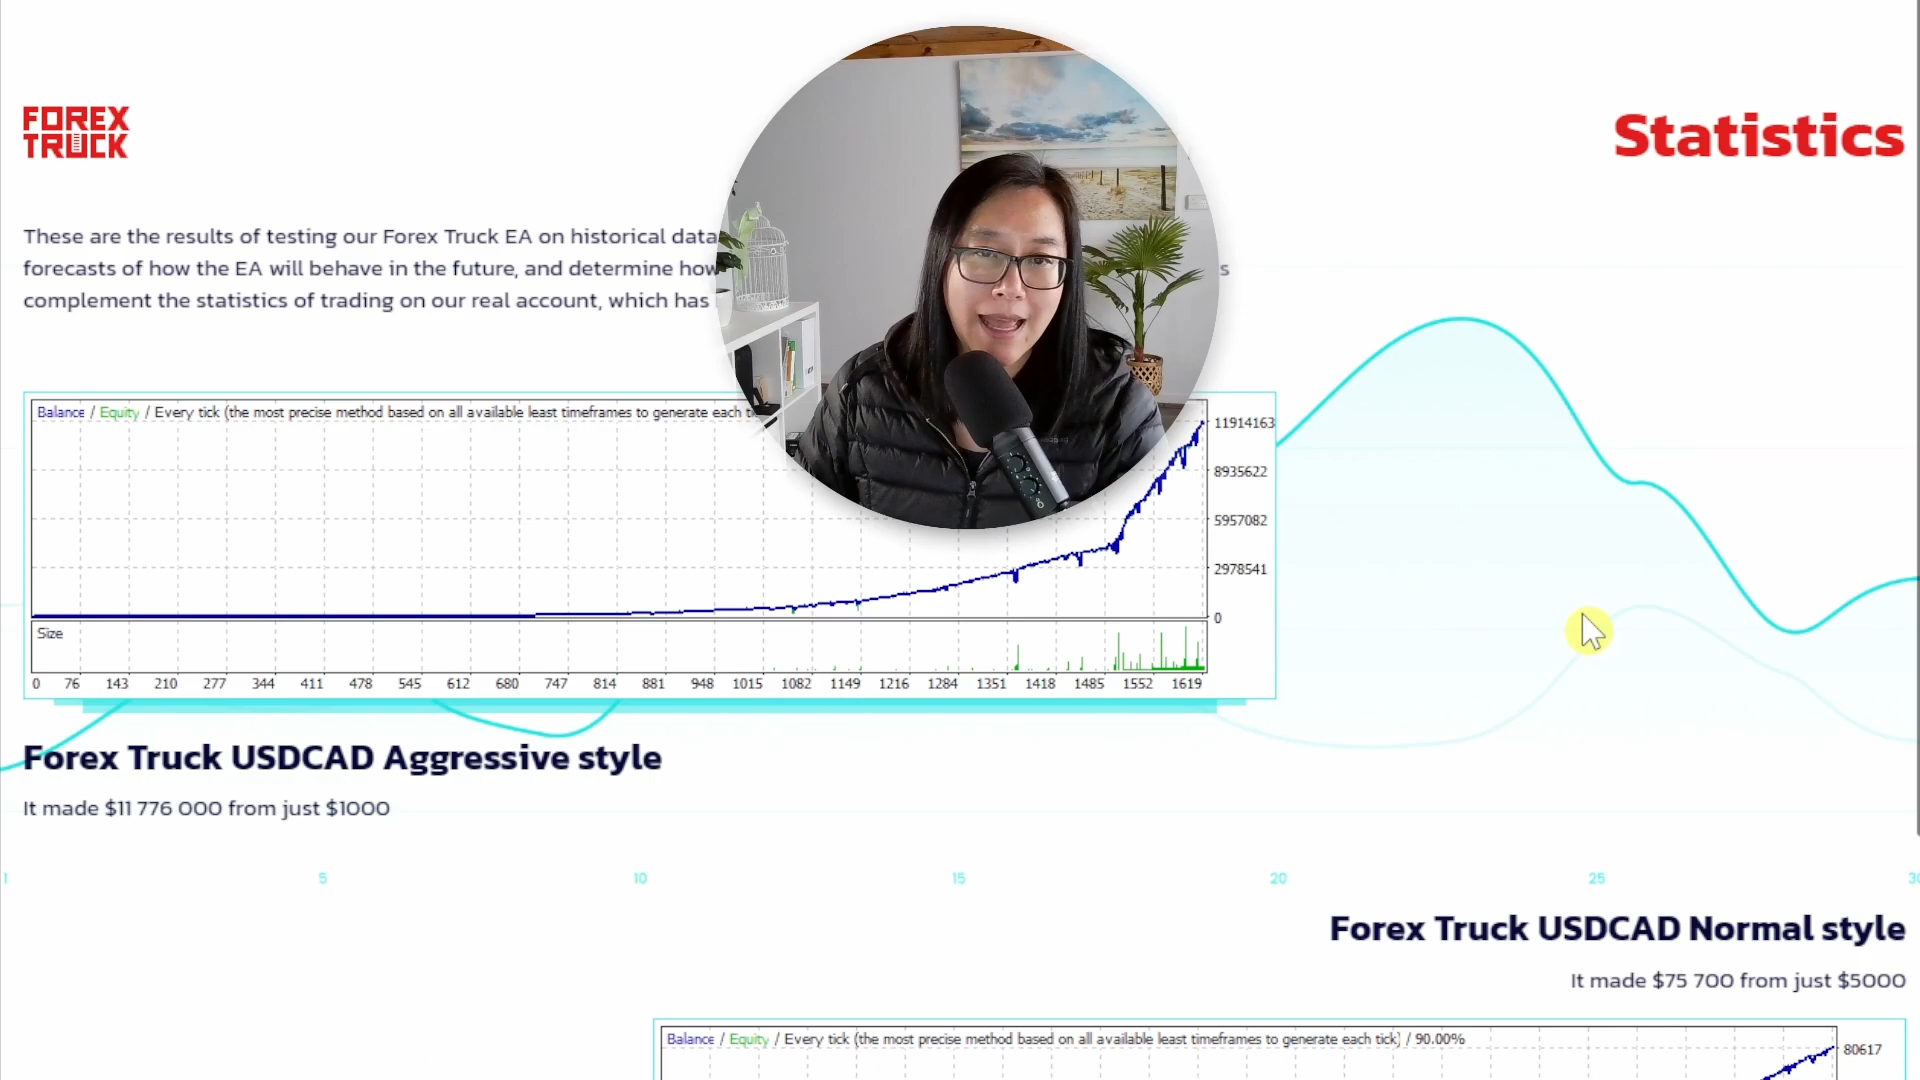 FOREX
TRUCK
Statistics
These are the results of testing our Forex Truck EA on historical data
forecasts of how the EA will behave in the future, and determine how
s
complement the statistics of trading on our real account, which has
Balance / Equity / Every tick (the most precise method based on all available least timeframes to generate each
11914163
8935622
5957082
2978541
0
Size
0 76 143 210 277 344 411 478 545 612 680 747 814 881 948 1015 1082 1149 1216 1284 1351 1418 1485 1552 1619
Forex Truck USDCAD Aggressive style
It made $11 776 000 from just $1000
1 5 10 15 20 25 30
Forex Truck USDCAD Normal style
It made $75 700 from just $5000
Balance / Equity / Every tick (the most precise method based on all available least timeframes to generate each tick) / 90.00%
80617